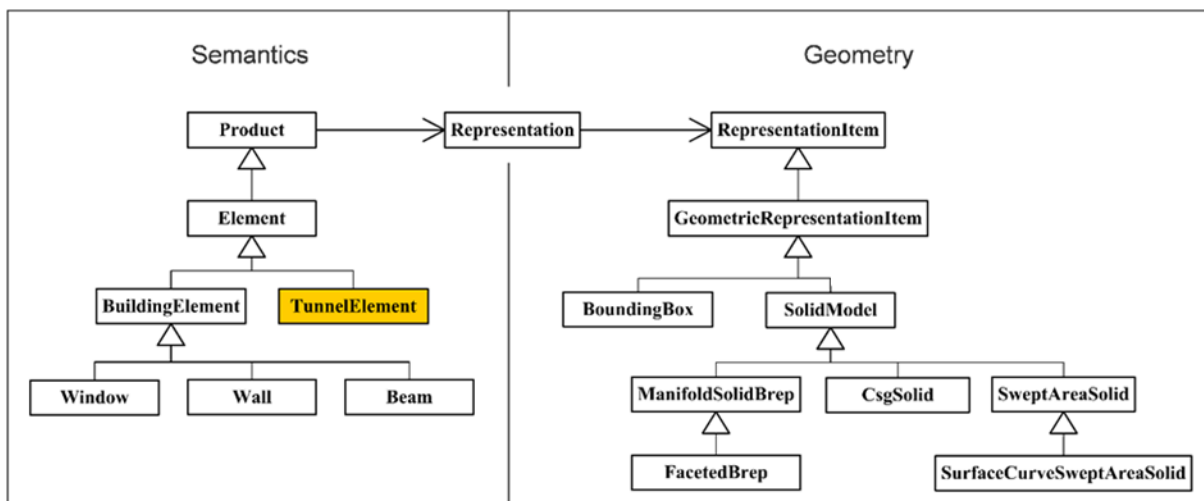 Semantics
Geometry
Product
Representation
RepresentationItem
Element
GeometricRepresentationItem
BuildingElement
TunnelElement
BoundingBox
SolidModel
Window
Wall
Beam
ManifoldSolidBrep
CsgSolid
SweptAreaSolid
FacetedBrep
SurfaceCurveSweptAreaSolid